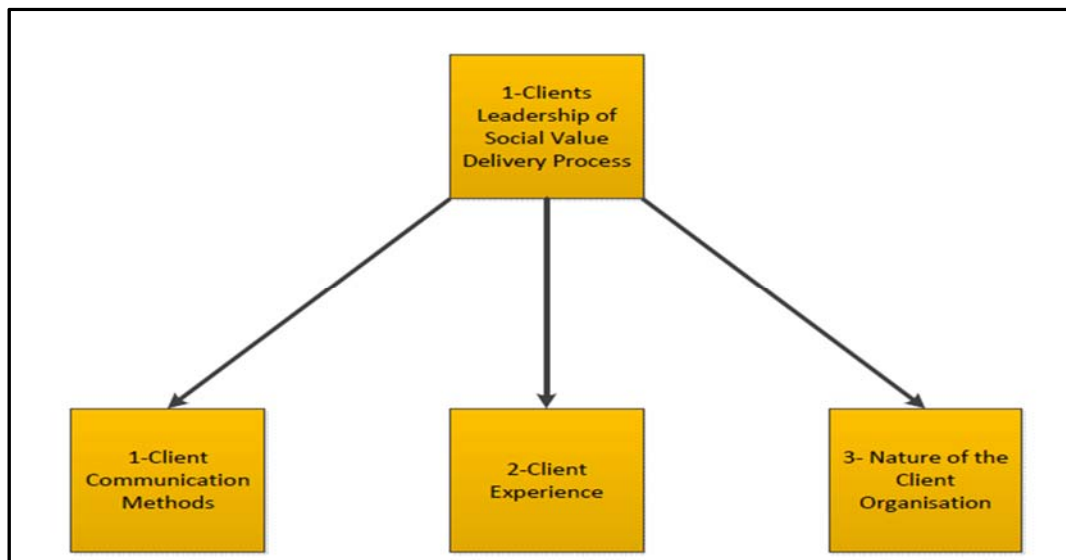 1-Clients
Leadership of
Social Value
Delivery Process
1-Client
Communication
Methods
2-Client
Experience
3- Nature of the
Client
Organisation